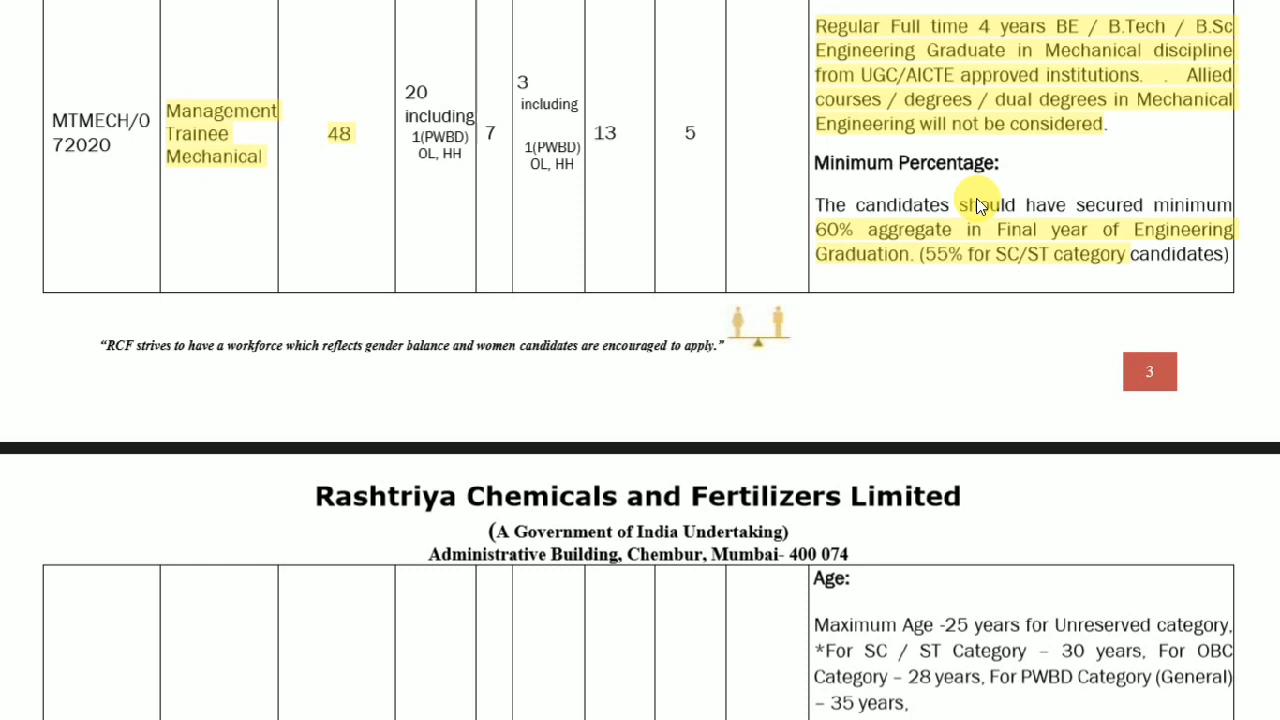 Regular Full time 4 years BE / B.Tech / B.Sc
Engineering Graduate in Mechanical discipline
from UGC/AICTE approved institutions. . Allied
courses / degrees / dual degrees in Mechanical
Engineering will not be considered.
MTMECH/0
72020
Management
Trainee
Mechanical
48
20
including
1(PWBD)
OL, HH
7
3
including
1(PWBD)
OL, HH
13
5
Minimum Percentage:
The candidates should have secured minimum
60% aggregate in Final year of Engineering
Graduation. (55% for SC/ST category candidates)
“RCF strives to have a workforce which reflects gender balance and women candidates are encouraged to apply.”
3
Rashtriya Chemicals and Fertilizers Limited
(A Government of India Undertaking)
Administrative Building, Chembur, Mumbai- 400 074
Age:
Maximum Age -25 years for Unreserved category,
*For SC / ST Category – 30 years, For OBC
Category – 28 years, For PWBD Category (General)
– 35 years,